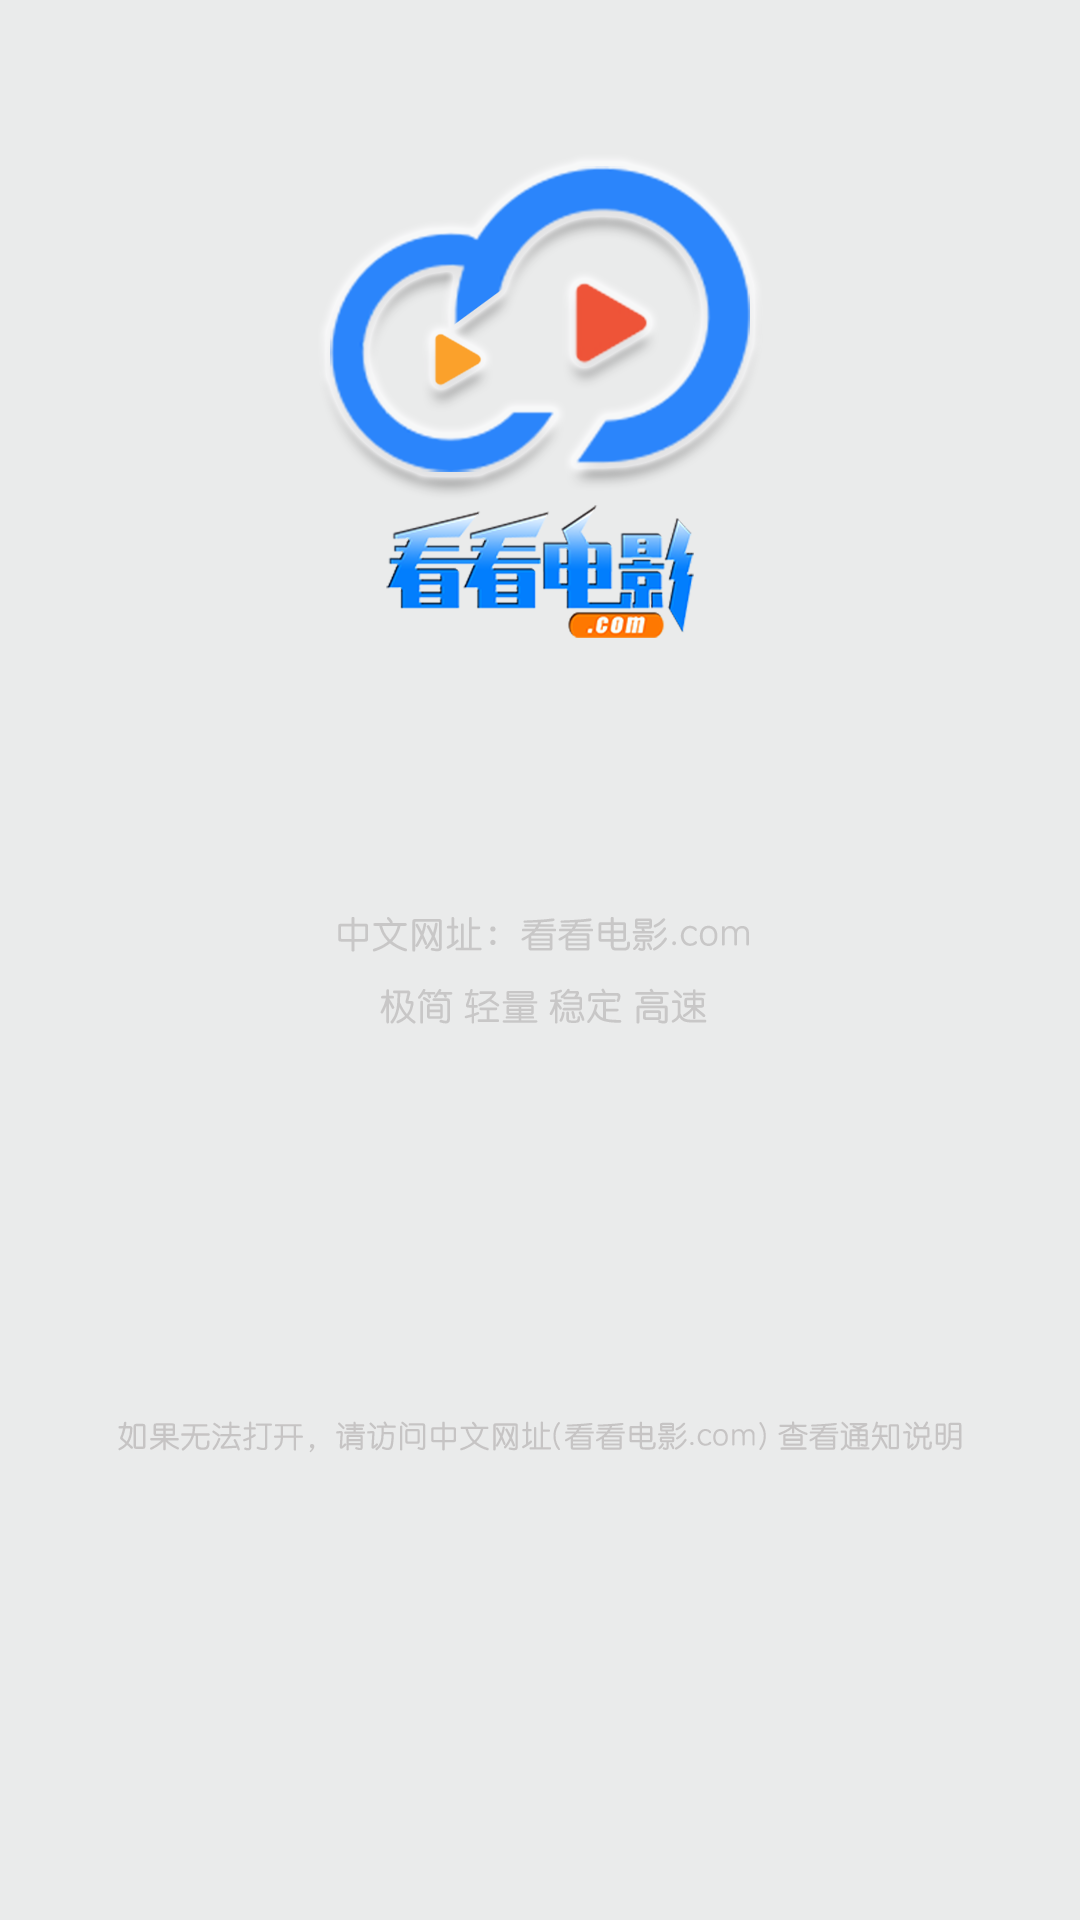 看看电影
.com
中文网址：看看电影.com
极简 轻量 稳定 高速
如果无法打开，请访问中文网址(看看电影.com) 查看通知说明